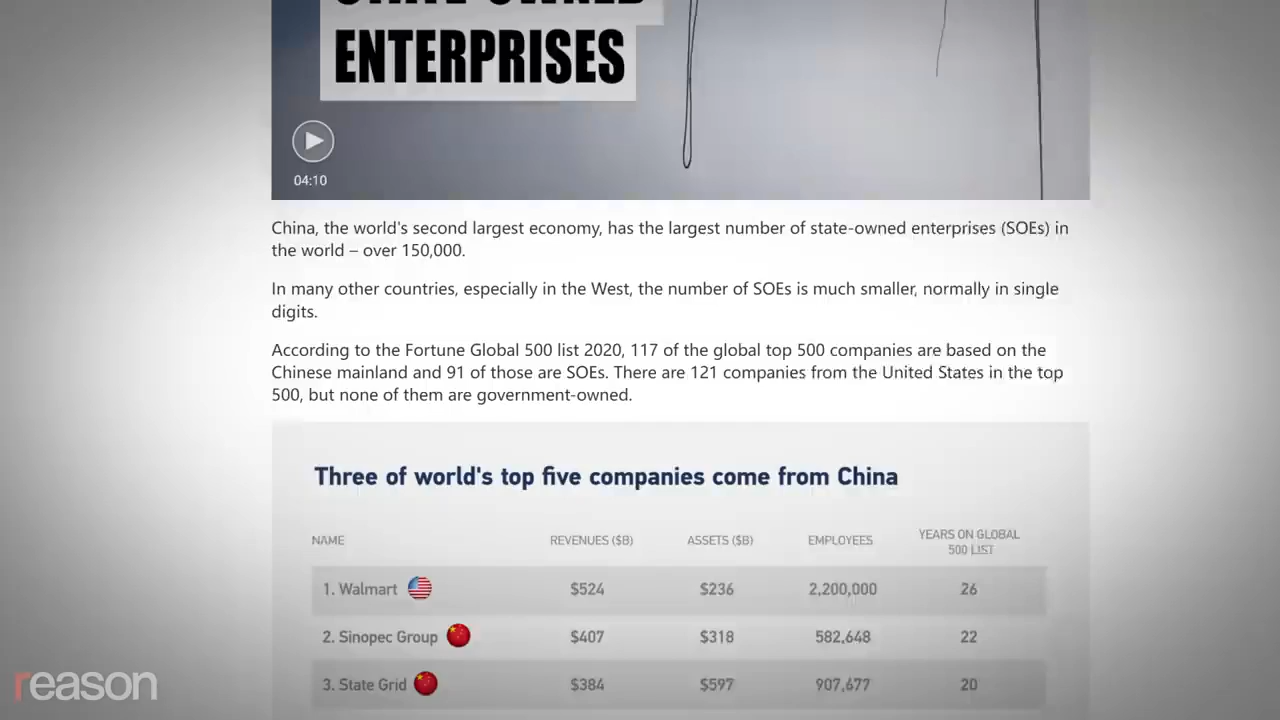 STATE-OWNED
ENTERPRISES
04:10
China, the world's second largest economy, has the largest number of state-owned enterprises (SOEs) in
the world – over 150,000.
In many other countries, especially in the West, the number of SOEs is much smaller, normally in single
digits.
According to the Fortune Global 500 list 2020, 117 of the global top 500 companies are based on the
Chinese mainland and 91 of those are SOEs. There are 121 companies from the United States in the top
500, but none of them are government-owned.
Three of world's top five companies come from China
NAME REVENUES ($B) ASSETS ($B) EMPLOYEES YEARS ON GLOBAL
500 LIST
1. Walmart $524 $236 2,200,000 26
2. Sinopec Group $407 $318 582,648 22
3. State Grid $384 $597 907,677 20
reason